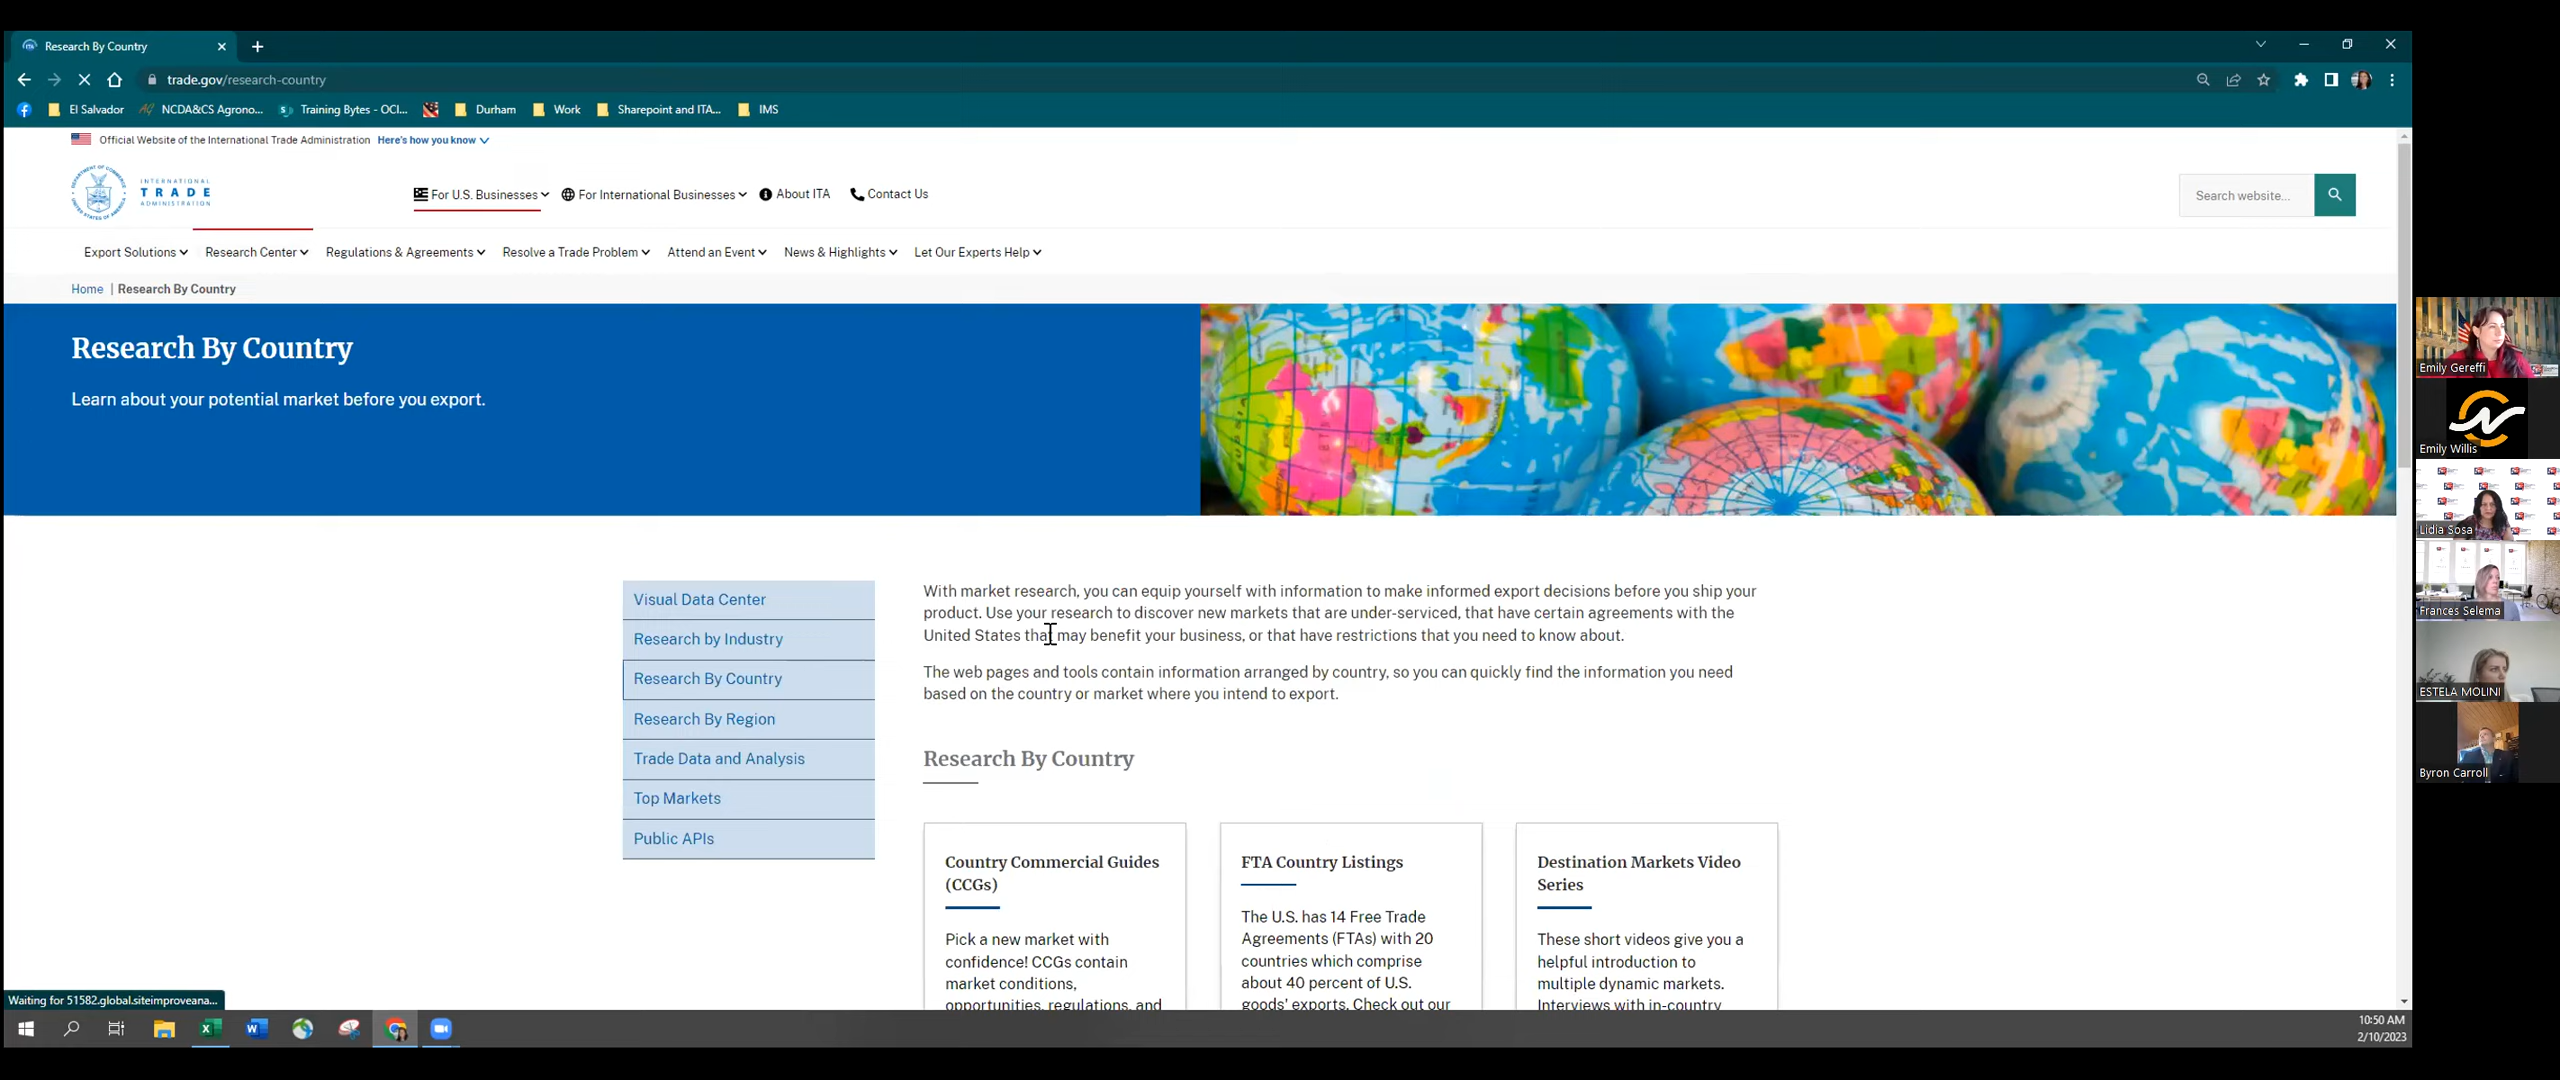 Research By Country
trade.gov/research-country
El Salvador
NCDA&CS Agrono...
Training Bytes - OCI...
Durham
Work
Sharepoint and ITA...
IMS
Official Website of the International Trade Administration Here's how you know
INTERNATIONAL
TRADE
ADMINISTRATION
For U.S. Businesses
For International Businesses
About ITA
Contact Us
Search website...
Export Solutions
Research Center
Regulations & Agreements
Resolve a Trade Problem
Attend an Event
News & Highlights
Let Our Experts Help
Home | Research By Country
Research By Country
Learn about your potential market before you export.
Visual Data Center
Research by Industry
Research By Country
Research By Region
Trade Data and Analysis
Top Markets
Public APIs
With market research, you can equip yourself with information to make informed export decisions before you ship your
product. Use your research to discover new markets that are under-serviced, that have certain agreements with the
United States that may benefit your business, or that have restrictions that you need to know about.
The web pages and tools contain information arranged by country, so you can quickly find the information you need
based on the country or market where you intend to export.
Research By Country
Country Commercial Guides
(CCGs)
Pick a new market with
confidence! CCGs contain
market conditions,
opportunities, regulations, and
FTA Country Listings
The U.S. has 14 Free Trade
Agreements (FTAs) with 20
countries which comprise
about 40 percent of U.S.
goods' exports. Check out our
Destination Markets Video
Series
These short videos give you a
helpful introduction to
multiple dynamic markets.
Interviews with in-country
Emily Gereffi
Emily Willis
Lidia Sosa
Frances Selema
ESTELA MOLINI
Byron Carroll
Waiting for 51582.global.siteimproveana...
10:50 AM
2/10/2023